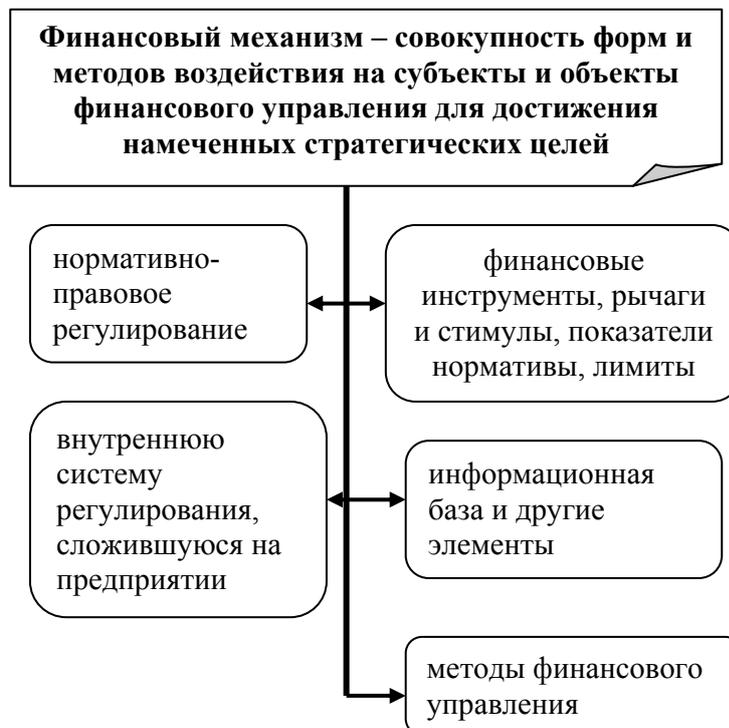 Финансовый механизм – совокупность форм и
методов воздействия на субъекты и объекты
финансового управления для достижения
намеченных стратегических целей
нормативно-
правовое
регулирование
финансовые
инструменты, рычаги
и стимулы, показатели
нормативы, лимиты
внутреннюю
систему
регулирования,
сложившуюся на
предприятии
информационная
база и другие
элементы
методы финансового
управления